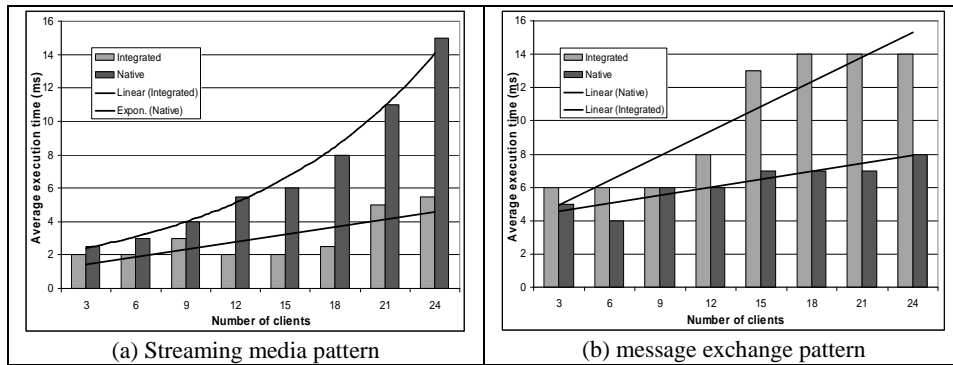 16
14
12
10
8
6
4
2
0
Average execution time (ms)
Integrated
Native
Linear (Integrated)
Expon. (Native)
3 6 9 12 15 18 21 24
Number of clients
(a) Streaming media pattern
16
14
12
10
8
6
4
2
0
Average execution time (ms)
Integrated
Native
Linear (Native)
Linear (Integrated)
3 6 9 12 15 18 21 24
Number of clients
(b) message exchange pattern